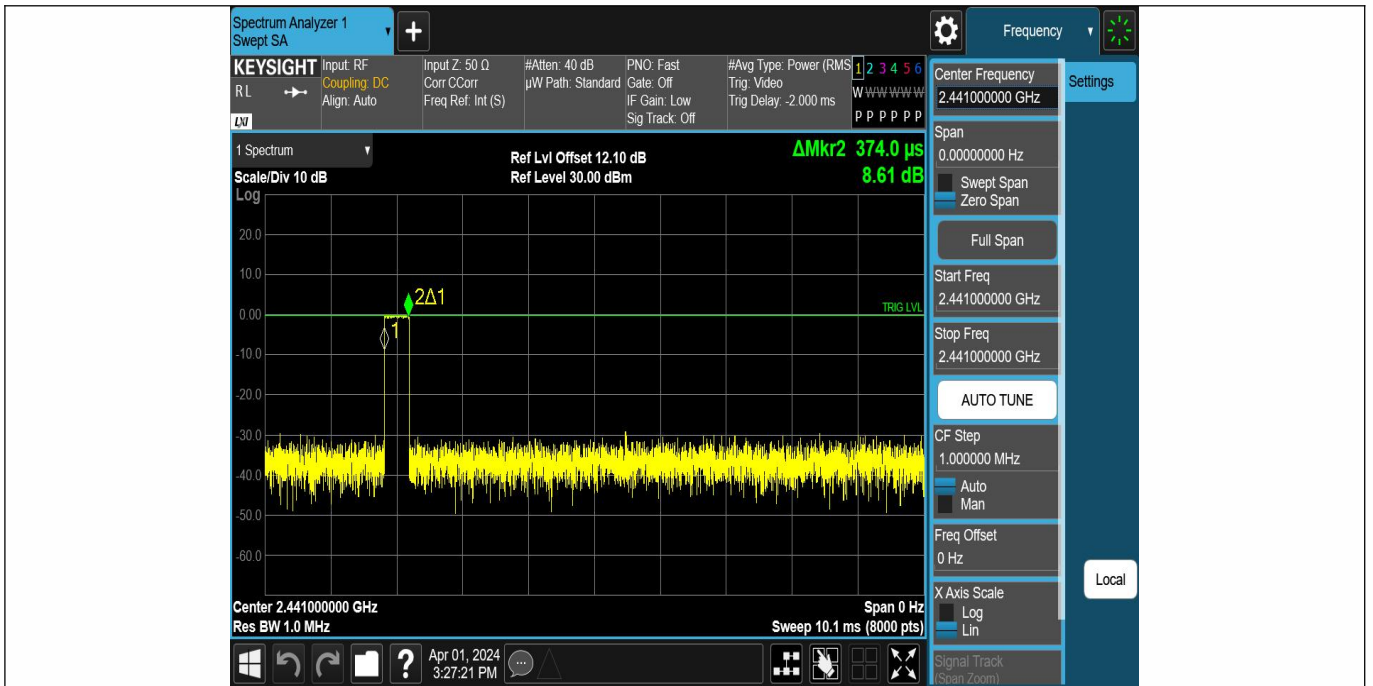 Spectrum Analyzer 1
Swept SA
+
Frequency
KEYSIGHT
RL
LXI
Input: RF
Coupling: DC
Align: Auto
Input Z: 50 Ω
Corr CCorr
Freq Ref: Int (S)
#Atten: 40 dB
µW Path: Standard
PNO: Fast
Gate: Off
IF Gain: Low
Sig Track: Off
#Avg Type: Power (RMS
Trig: Video
Trig Delay: -2.000 ms
1 2 3 4 5 6
W W W W W W
P P P P P P
1 Spectrum
Scale/Div 10 dB
Log
Ref Lvl Offset 12.10 dB
Ref Level 30.00 dBm
ΔMkr2 374.0 µs
8.61 dB
20.0
10.0
0.00
-10.0
-20.0
-30.0
-40.0
-50.0
-60.0
2Δ1
1
TRIG LVL
Center 2.441000000 GHz
Res BW 1.0 MHz
Span 0 Hz
Sweep 10.1 ms (8000 pts)
Center Frequency
2.441000000 GHz
Settings
Span
0.00000000 Hz
Swept Span
Zero Span
Full Span
Start Freq
2.441000000 GHz
Stop Freq
2.441000000 GHz
AUTO TUNE
CF Step
1.000000 MHz
Auto
Man
Freq Offset
0 Hz
X Axis Scale
Log
Lin
Signal Track
(Span Zoom)
Local
?
Apr 01, 2024
3:27:21 PM